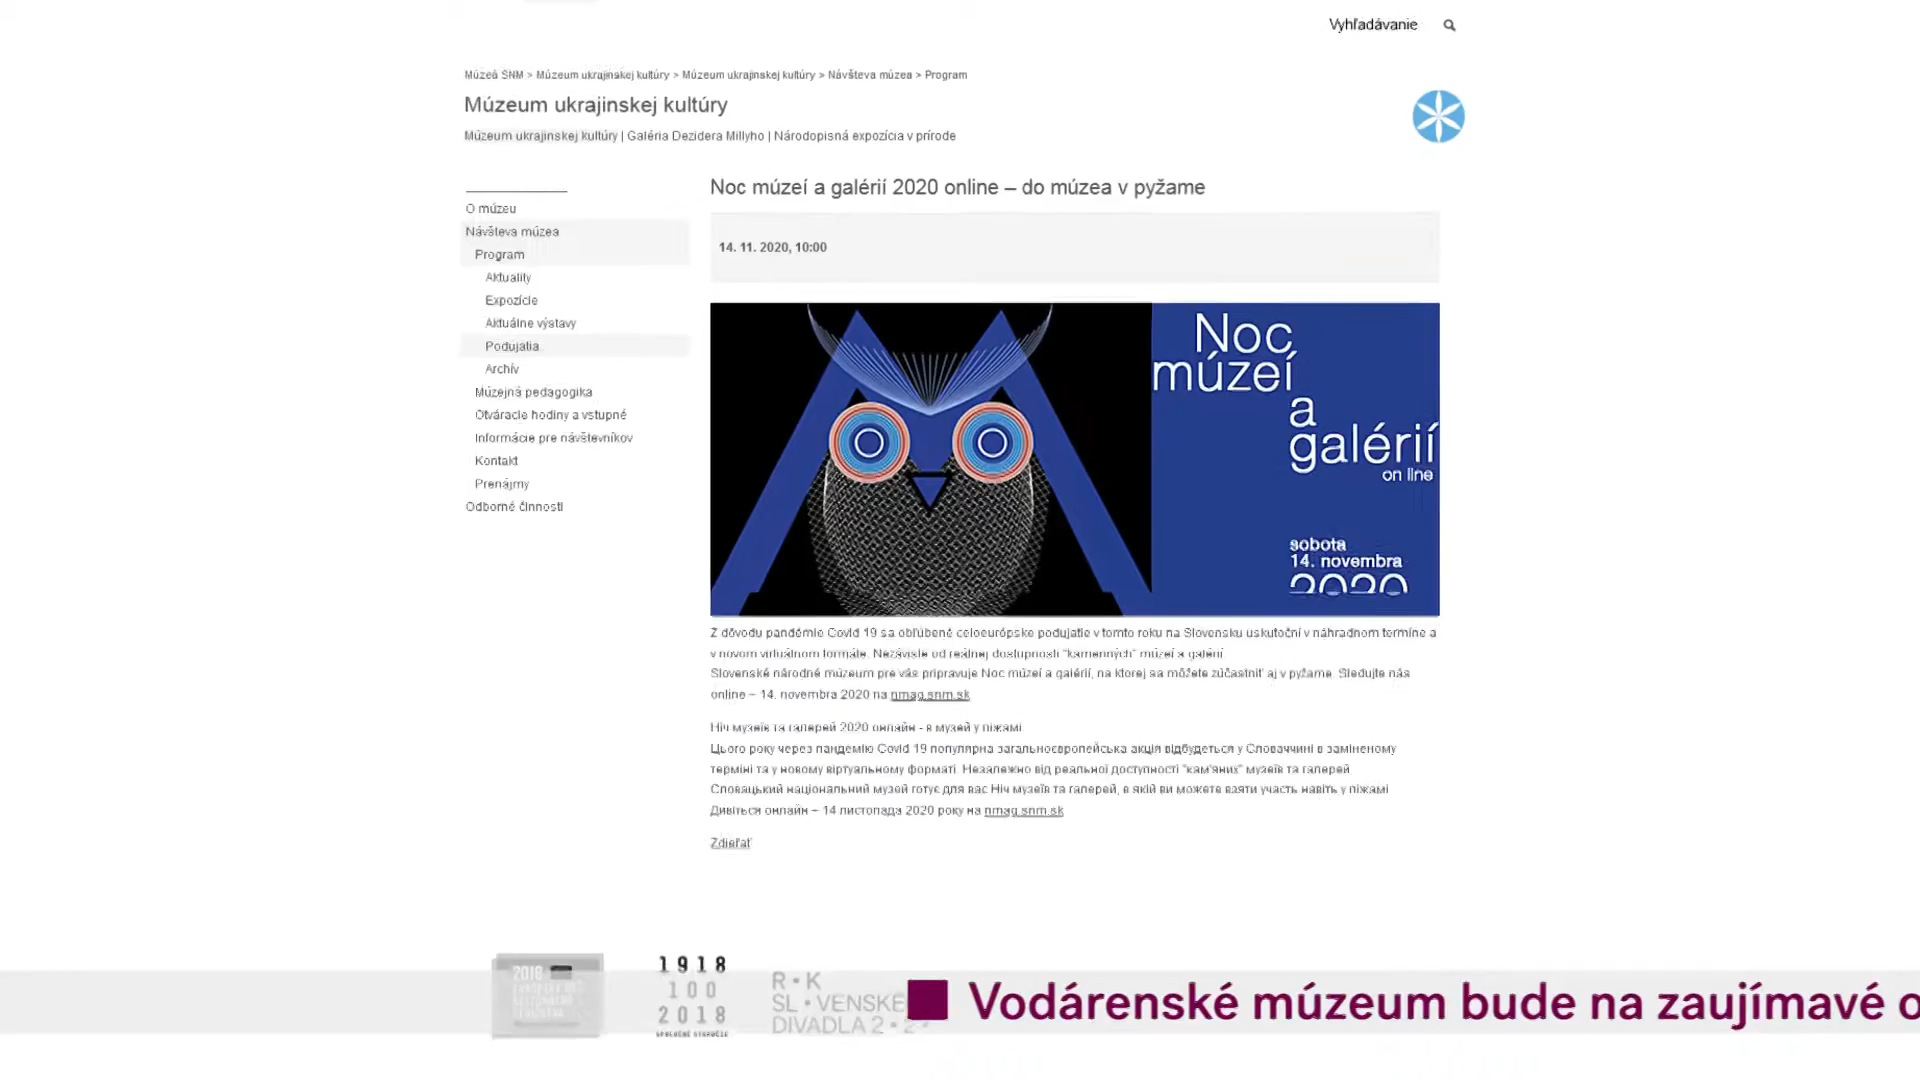 Vyhľadávanie
Múzeá SNM > Múzeum ukrajinskej kultúry > Múzeum ukrajinskej kultúry > Návšteva múzea > Program
Múzeum ukrajinskej kultúry
Múzeum ukrajinskej kultúry | Galéria Dezidera Millyho | Národopisná expozícia v prírode
O múzeu
Návšteva múzea
Program
Aktuality
Expozície
Aktuálne výstavy
Podujatia
Archív
Múzejná pedagogika
Otváracie hodiny a vstupné
Informácie pre návštevníkov
Kontakt
Prenájmy
Odborné činnosti
Noc múzeí a galérií 2020 online – do múzea v pyžame
14. 11. 2020, 10:00
Noc
múzeí
a
galérií
on line
sobota
14. novembra
2020
Z dôvodu pandémie Covid 19 sa obľúbené celoeurópske podujatie v tomto roku na Slovensku uskutoční v náhradnom termíne a
v novom virtuálnom formáte. Nezávisle od reálnej dostupnosti "kamenných" múzeí a galérií
Slovenské národné múzeum pre vás pripravuje Noc múzeí a galérií, na ktorej sa môžete zúčastniť aj v pyžame. Sledujte nás
online – 14. novembra 2020 na nmag.snm.sk
Ніч музеїв та галерей 2020 онлайн - в музей у піжамі
Цього року через пандемію Covid 19 популярна загальноєвропейська акція відбудеться у Словаччині в заміненому
терміні та у новому віртуальному форматі. Незалежно від реальної доступності "кам'яних" музеїв та галерей
Словацький національний музей готує для вас Ніч музеїв та галерей, в якій ви можете взяти участь навіть у піжамі
Дивіться онлайн – 14 листопада 2020 року на nmag.snm.sk
Zdieľať
2018
1918
100
2018
SPOLOČNÉ STOROČIE
R • K
SL • VENSKÉ
DIVADLA 2 • 2 •
Vodárenské múzeum bude na zaujímavé o